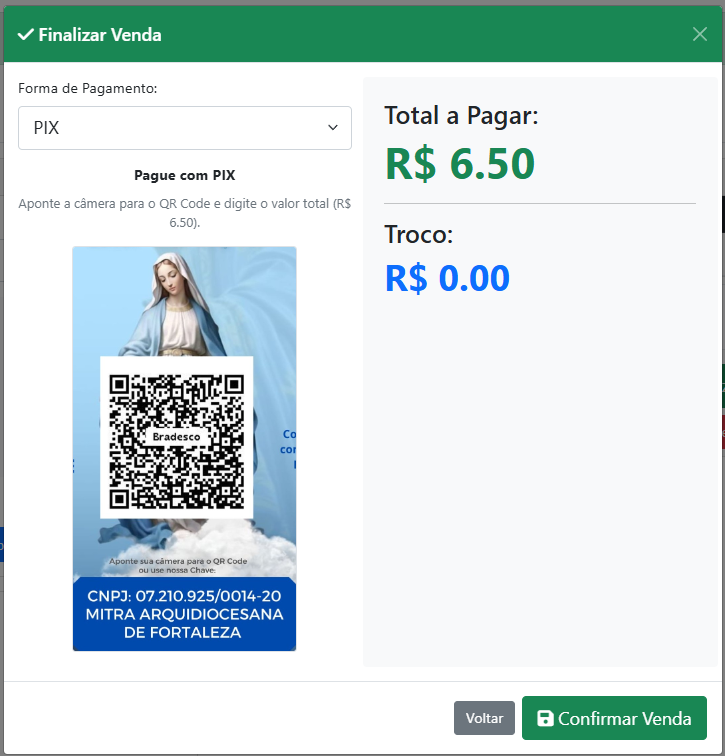 Finalizar Venda
Forma de Pagamento:
PIX
Pague com PIX
Aponte a câmera para o QR Code e digite o valor total (R$
6.50).
Bradesco
Co
con
Aponte sua câmera para o QR Code
ou use nossa Chave:
CNPJ: 07.210.925/0014-20
MITRA ARQUIDIOCESANA
DE FORTALEZA
Total a Pagar:
R$ 6.50
Troco:
R$ 0.00
Voltar
Confirmar Venda